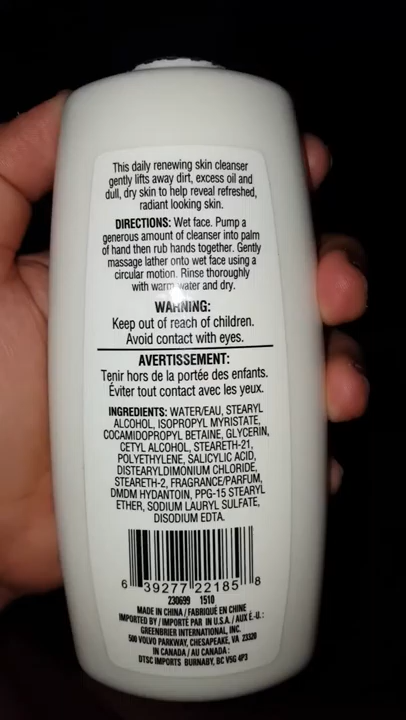 This daily renewing skin cleanser
gently lifts away dirt, excess oil and
dull, dry skin to help reveal refreshed,
radiant looking skin.
DIRECTIONS: Wet face. Pump a
generous amount of cleanser into palm
of hand then rub hands together. Gently
massage lather onto wet face using a
circular motion. Rinse thoroughly
with warm water and dry.
WARNING:
Keep out of reach of children.
Avoid contact with eyes.
AVERTISSEMENT:
Tenir hors de la portée des enfants.
Éviter tout contact avec les yeux.
INGREDIENTS: WATER/EAU, STEARYL
ALCOHOL, ISOPROPYL MYRISTATE,
COCAMIDOPROPYL BETAINE, GLYCERIN,
CETYL ALCOHOL, STEARETH-21,
POLYETHYLENE, SALICYLIC ACID,
DISTEARYLDIMONIUM CHLORIDE,
STEARETH-2, FRAGRANCE/PARFUM,
DMDM HYDANTOIN, PPG-15 STEARYL
ETHER, SODIUM LAURYL SULFATE,
DISODIUM EDTA.
6 39277 22185 8
230699 1510
MADE IN CHINA / FABRIQUÉ EN CHINE
IMPORTED BY / IMPORTÉ PAR IN U.S.A. / AUX É.-U.:
GREENBRIER INTERNATIONAL, INC.
500 VOLVO PARKWAY, CHESAPEAKE, VA 23320
IN CANADA / AU CANADA:
DTSC IMPORTS BURNABY, BC V5G 4P3